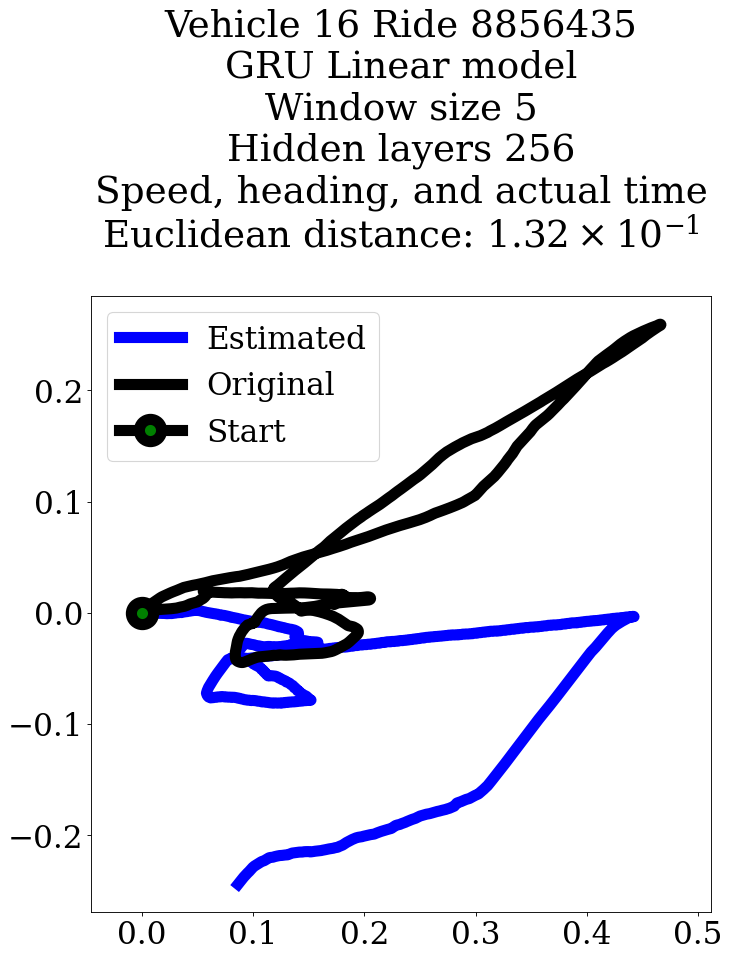 Vehicle 16 Ride 8856435
GRU Linear model
Window size 5
Hidden layers 256
Speed, heading, and actual time
Euclidean distance: 1.32 × 10⁻¹
Estimated
Original
Start
0.2
0.1
0.0
−0.1
−0.2
0.0 0.1 0.2 0.3 0.4 0.5